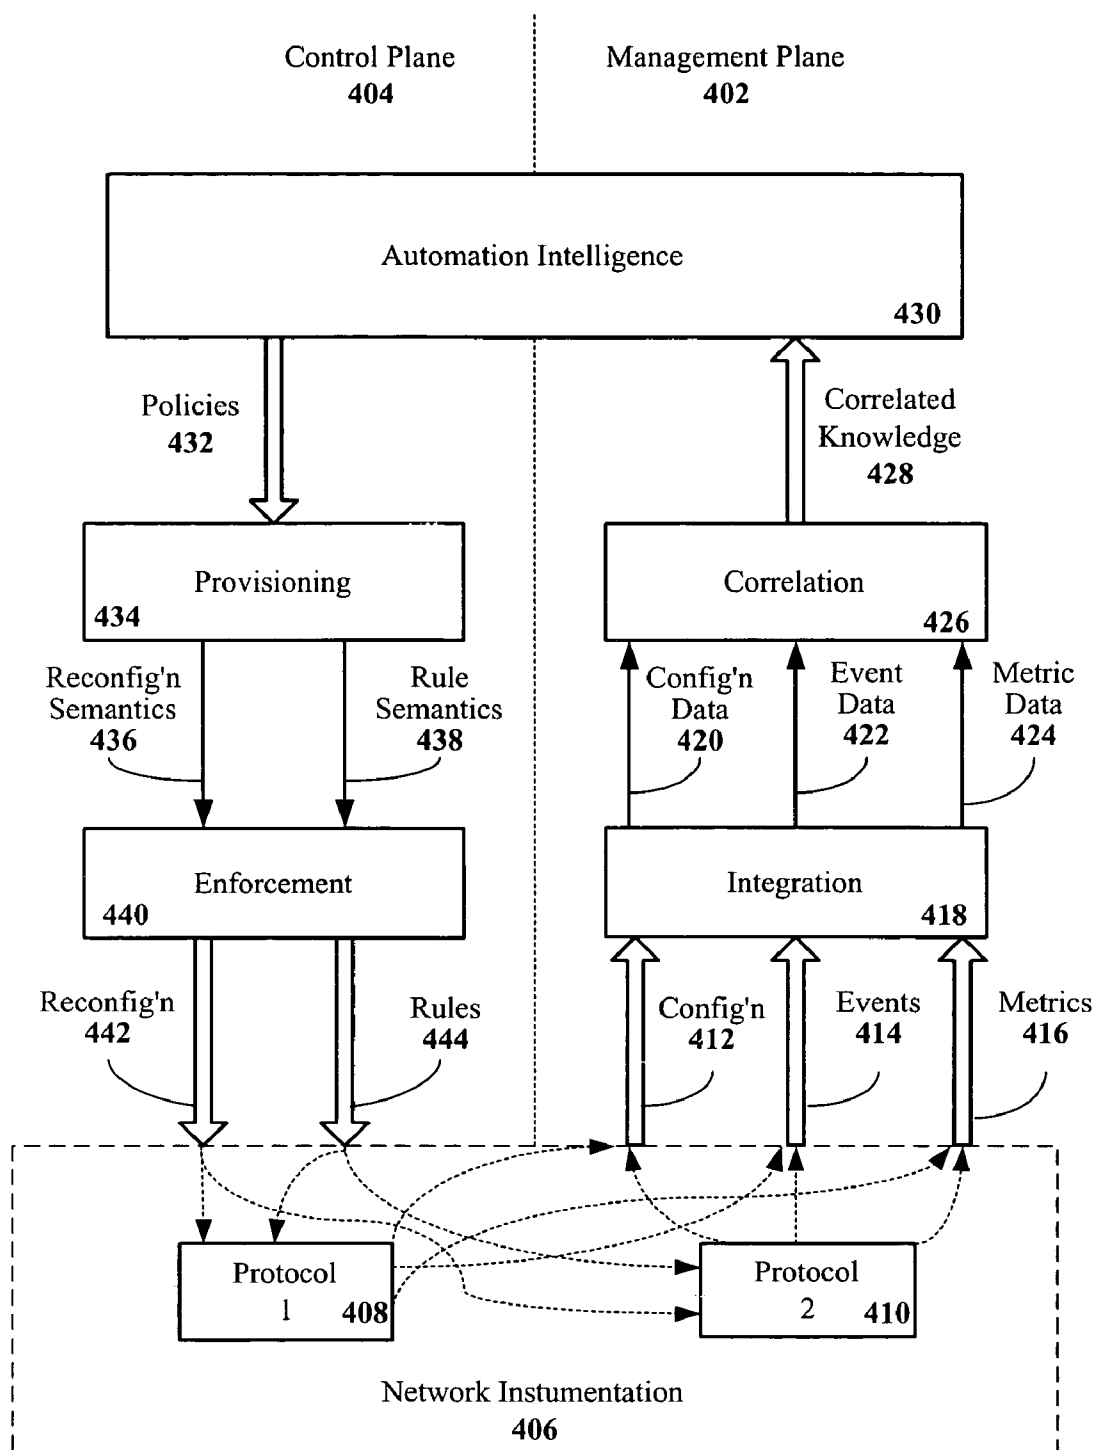 Control Plane
404
Management Plane
402
Automation Intelligence
430
Policies
432
Correlated
Knowledge
428
Provisioning
434
Correlation
426
Reconfig'n
Semantics
436
Rule
Semantics
438
Config'n
Data
420
Event
Data
422
Metric
Data
424
Enforcement
440
Integration
418
Reconfig'n
442
Rules
444
Config'n
412
Events
414
Metrics
416
Protocol
1
408
Protocol
2
410
Network Instumentation
406